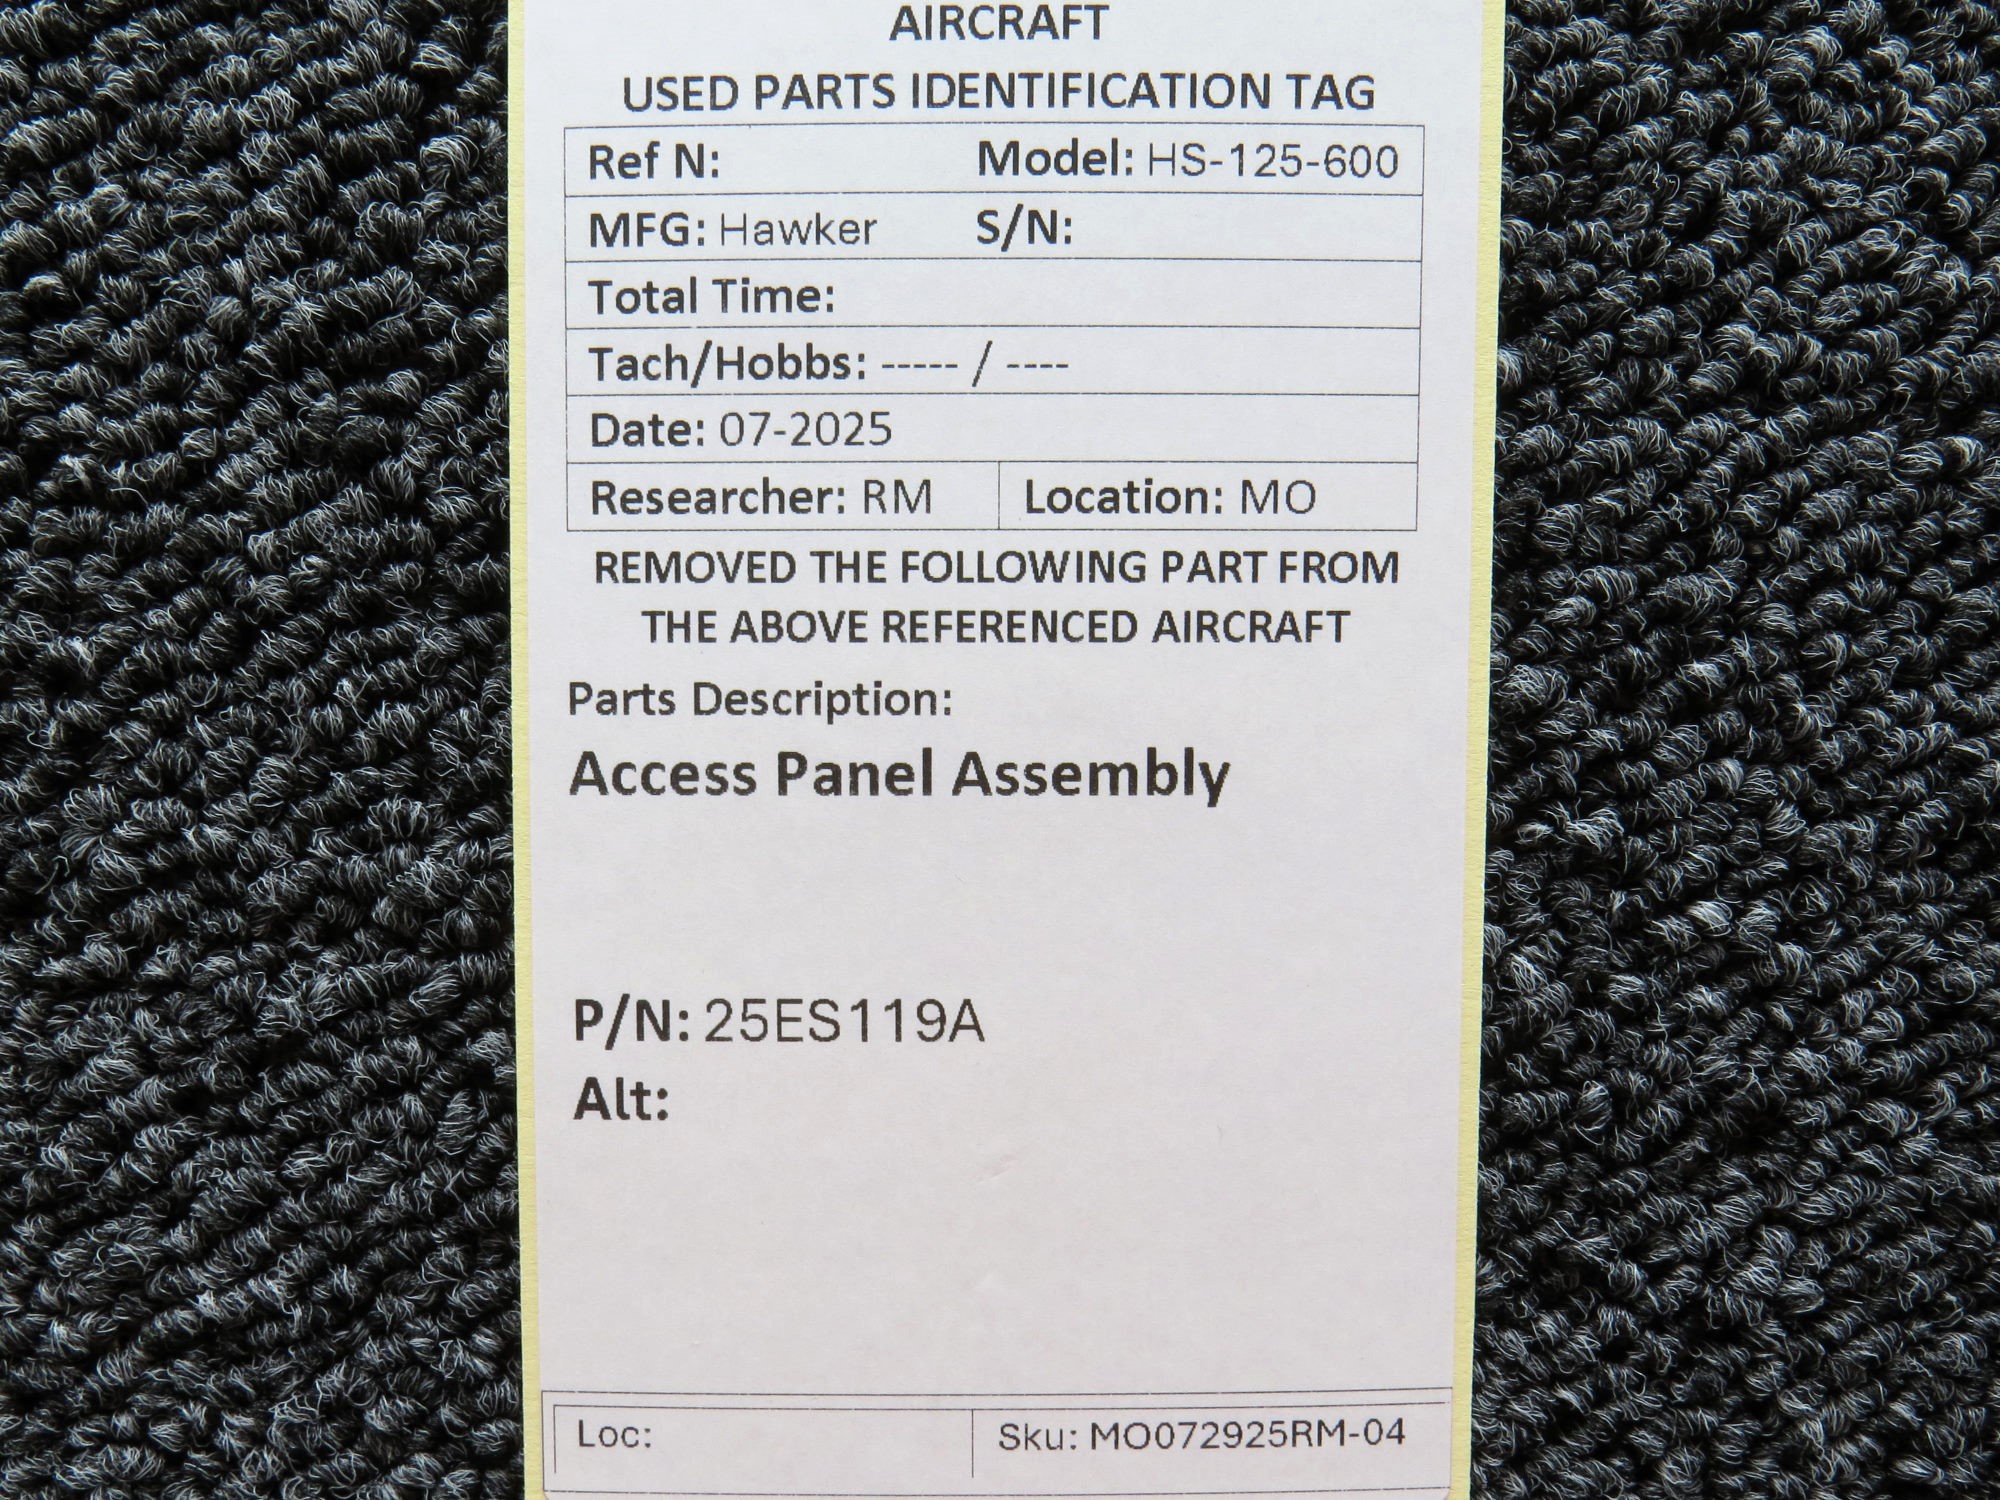 AIRCRAFT
USED PARTS IDENTIFICATION TAG
Ref N: Model: HS-125-600
MFG: Hawker S/N:
Total Time:
Tach/Hobbs: ----- / ----
Date: 07-2025
Researcher: RM Location: MO
REMOVED THE FOLLOWING PART FROM
THE ABOVE REFERENCED AIRCRAFT
Parts Description:
Access Panel Assembly
P/N: 25ES119A
Alt:
Loc: Sku: MO072925RM-04